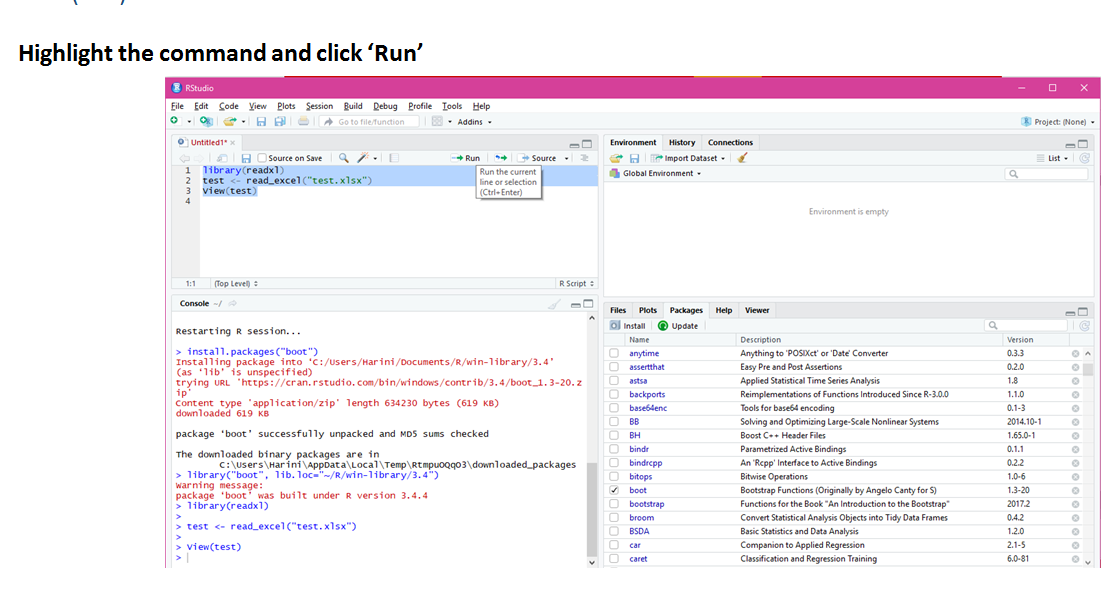 Highlight the command and click ‘Run’
RStudio
File Edit Code View Plots Session Build Debug Profile Tools Help
Go to file/function Addins Project: (None)
Untitled1*
Source on Save Run Source
1 library(readxl)
2 test <- read_excel("test.xlsx")
3 View(test)
4
Run the current
line or selection
(Ctrl+Enter)
1:1 (Top Level) R Script
Console ~/
Restarting R session...
> install.packages("boot")
Installing package into ‘C:/Users/Harini/Documents/R/win-library/3.4’
(as ‘lib’ is unspecified)
trying URL 'https://cran.rstudio.com/bin/windows/contrib/3.4/boot_1.3-20.z
ip'
Content type 'application/zip' length 634230 bytes (619 KB)
downloaded 619 KB
package ‘boot’ successfully unpacked and MD5 sums checked
The downloaded binary packages are in
C:\Users\Harini\AppData\Local\Temp\RtmpuOQqO3\downloaded_packages
> library("boot", lib.loc="~/R/win-library/3.4")
Warning message:
package ‘boot’ was built under R version 3.4.4
> library(readxl)
>
> test <- read_excel("test.xlsx")
>
> View(test)
>
Environment History Connections
Import Dataset List
Global Environment
Environment is empty
Files Plots Packages Help Viewer
Install Update
Name Description Version
anytime Anything to 'POSIXct' or 'Date' Converter 0.3.3
assertthat Easy Pre and Post Assertions 0.2.0
astsa Applied Statistical Time Series Analysis 1.8
backports Reimplementations of Functions Introduced Since R-3.0.0 1.1.0
base64enc Tools for base64 encoding 0.1-3
BB Solving and Optimizing Large-Scale Nonlinear Systems 2014.10-1
BH Boost C++ Header Files 1.65.0-1
bindr Parametrized Active Bindings 0.1.1
bindrcpp An 'Rcpp' Interface to Active Bindings 0.2.2
bitops Bitwise Operations 1.0-6
boot Bootstrap Functions (Originally by Angelo Canty for S) 1.3-20
bootstrap Functions for the Book "An Introduction to the Bootstrap" 2017.2
broom Convert Statistical Analysis Objects into Tidy Data Frames 0.4.2
BSDA Basic Statistics and Data Analysis 1.2.0
car Companion to Applied Regression 2.1-5
caret Classification and Regression Training 6.0-81